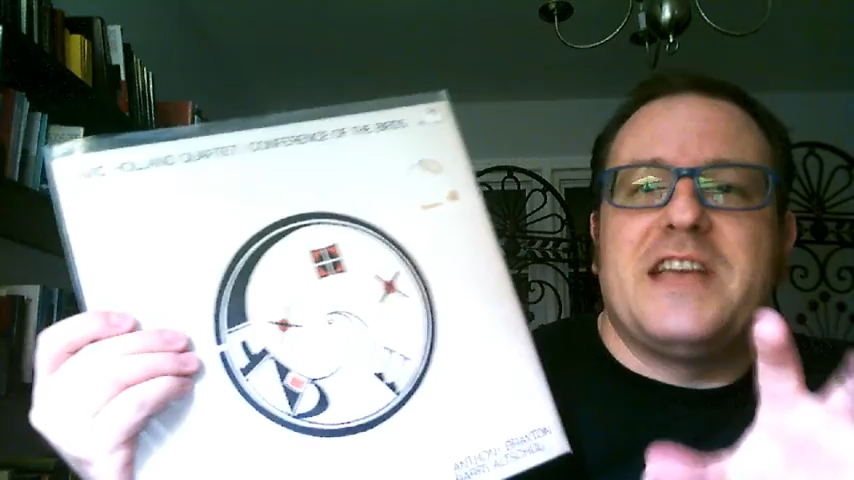 HOLLAND QUARTET CONFERENCE OF THE BIRDS
ANTHONY BRAXTON
BARRY ALTSCHUL